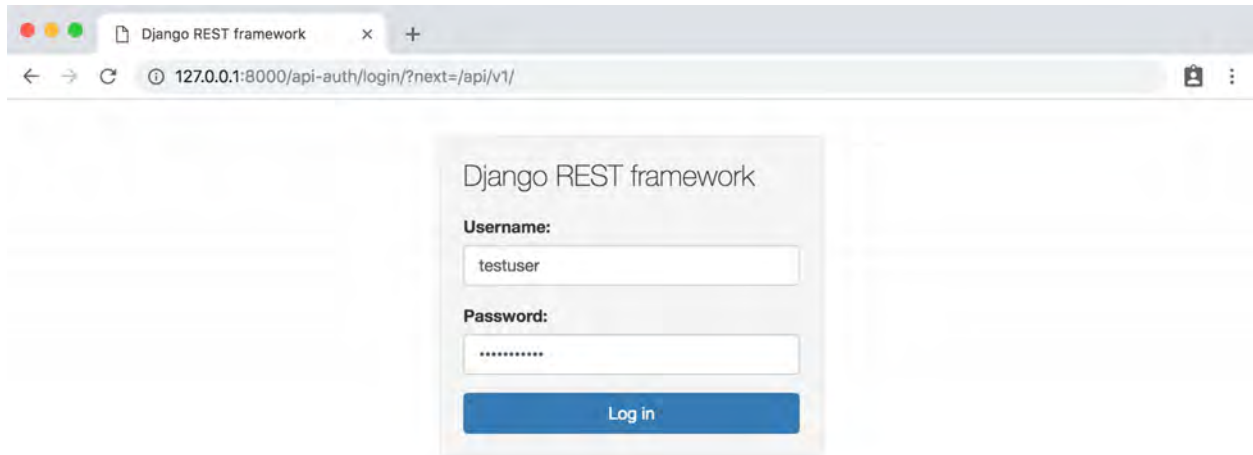 Django REST framework
127.0.0.1:8000/api-auth/login/?next=/api/v1/
Django REST framework
Username:
testuser
Password:
•••••••••••
Log in